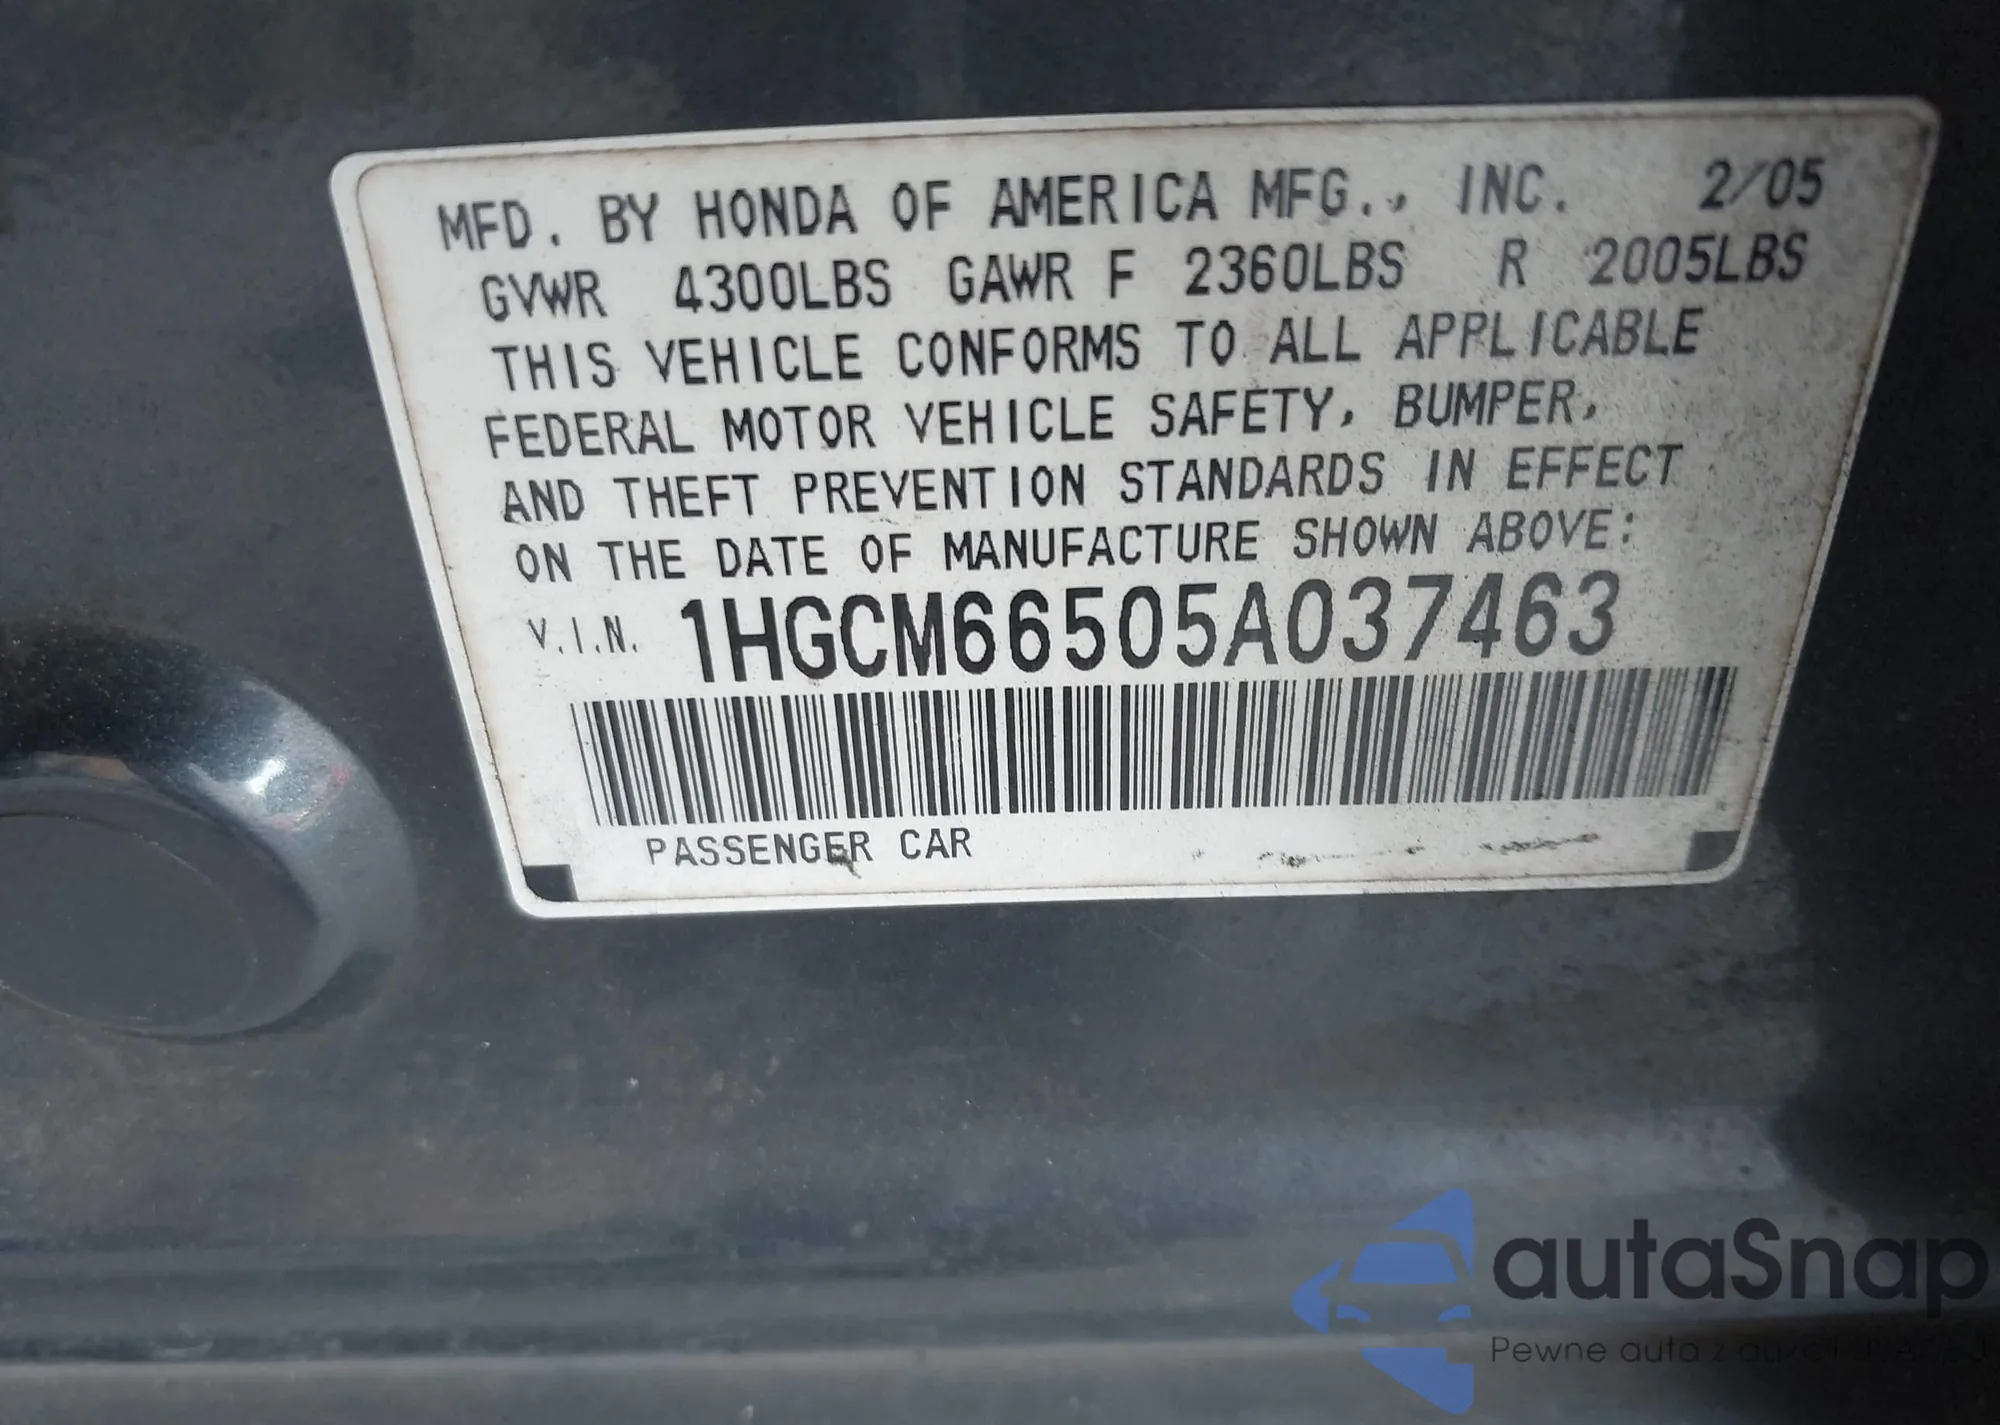 MFD. BY HONDA OF AMERICA MFG., INC. 2/05
GVWR 4300LBS GAWR F 2360LBS R 2005LBS
THIS VEHICLE CONFORMS TO ALL APPLICABLE
FEDERAL MOTOR VEHICLE SAFETY, BUMPER,
AND THEFT PREVENTION STANDARDS IN EFFECT
ON THE DATE OF MANUFACTURE SHOWN ABOVE:
V.I.N. 1HGCM66505A037463
PASSENGER CAR
autaSnap
Pewne auta z